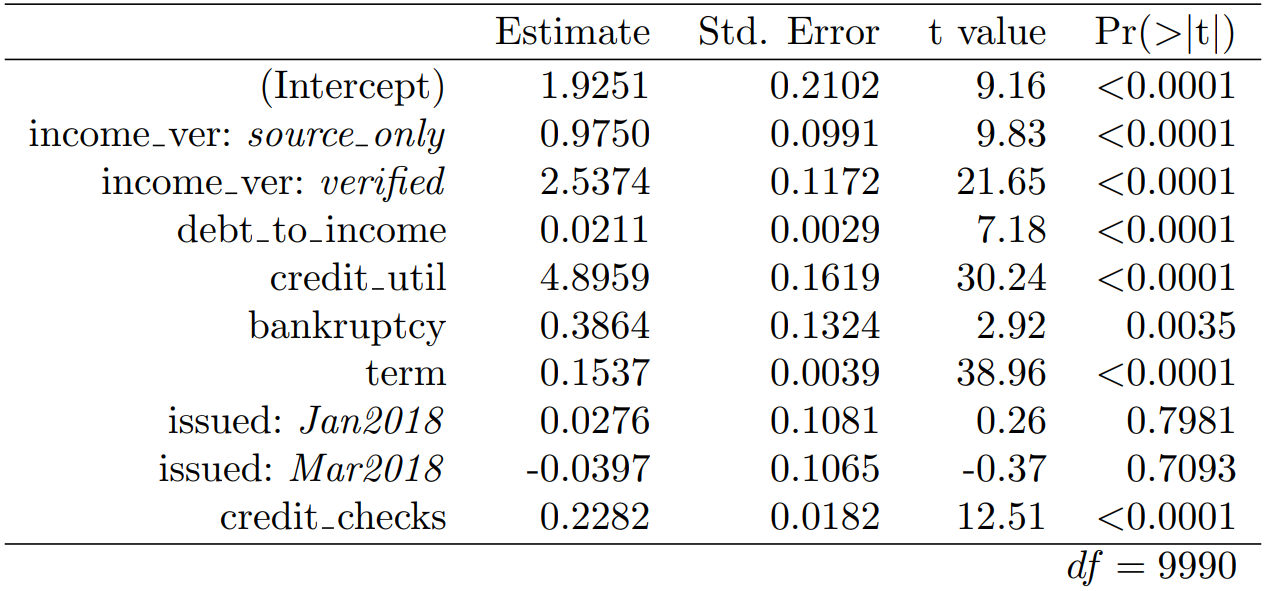 Estimate Std. Error t value Pr(>|t|)
(Intercept) 1.9251 0.2102 9.16 <0.0001
income_ver: source_only 0.9750 0.0991 9.83 <0.0001
income_ver: verified 2.5374 0.1172 21.65 <0.0001
debt_to_income 0.0211 0.0029 7.18 <0.0001
credit_util 4.8959 0.1619 30.24 <0.0001
bankruptcy 0.3864 0.1324 2.92 0.0035
term 0.1537 0.0039 38.96 <0.0001
issued: Jan2018 0.0276 0.1081 0.26 0.7981
issued: Mar2018 -0.0397 0.1065 -0.37 0.7093
credit_checks 0.2282 0.0182 12.51 <0.0001
df = 9990